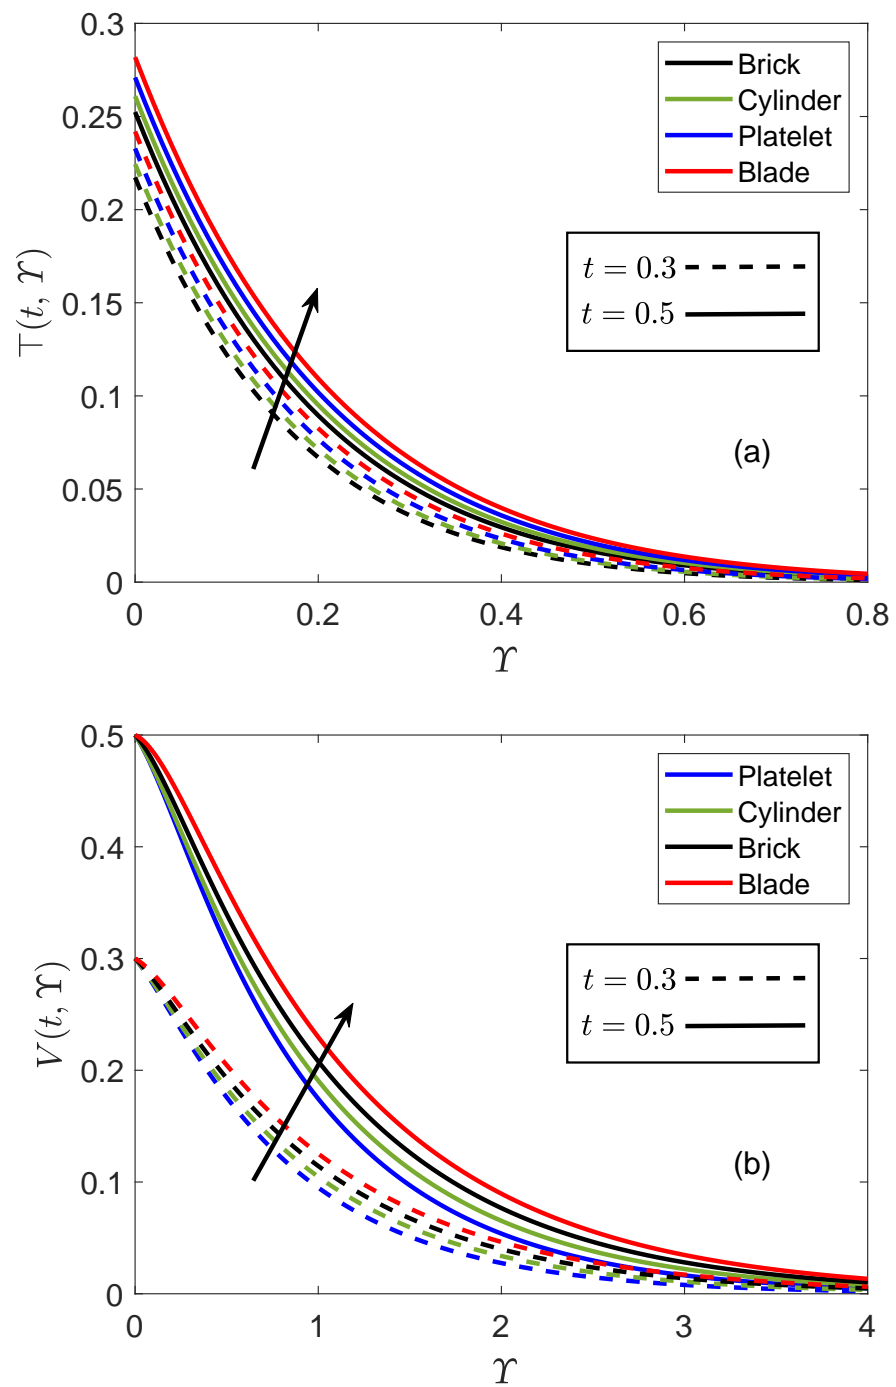 0.3
0.25
0.2
0.15
0.1
0.05
0
⊤(t, ϒ)
Brick
Cylinder
Platelet
Blade
t = 0.3
t = 0.5
(a)
0 0.2 0.4 0.6 0.8
ϒ
0.5
0.4
0.3
0.2
0.1
0
V(t, ϒ)
Platelet
Cylinder
Brick
Blade
t = 0.3
t = 0.5
(b)
0 1 2 3 4
ϒ